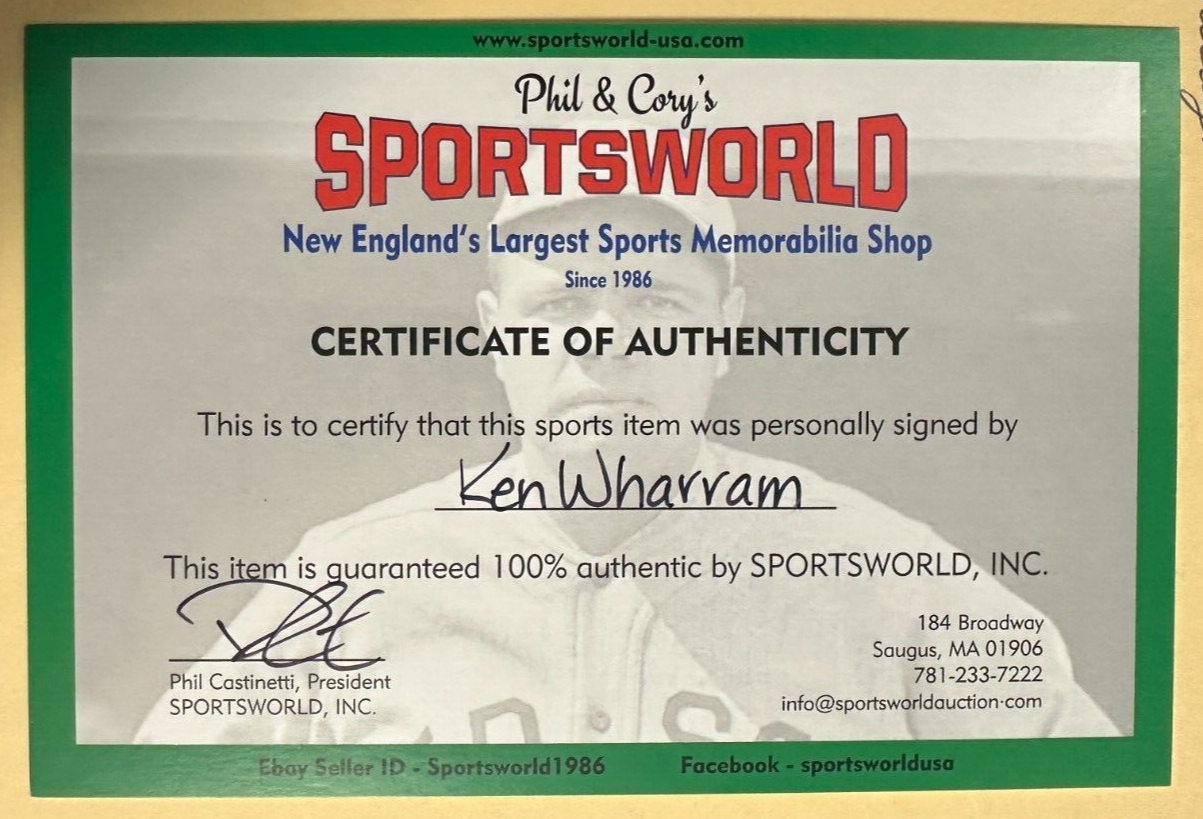 www.sportsworld-usa.com
Phil & Cory's
SPORTSWORLD
New England's Largest Sports Memorabilia Shop
Since 1986
CERTIFICATE OF AUTHENTICITY
This is to certify that this sports item was personally signed by
Ken Wharram
This item is guaranteed 100% authentic by SPORTSWORLD, INC.
184 Broadway
Saugus, MA 01906
781-233-7222
info@sportsworldauction.com
Phil Castinetti, President
SPORTSWORLD, INC.
Ebay Seller ID - Sportsworld1986
Facebook - sportsworldusa